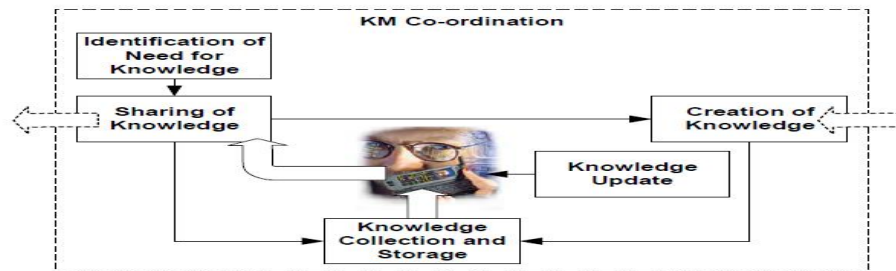 KM Co-ordination
Identification of
Need for
Knowledge
Sharing of
Knowledge
Creation of
Knowledge
Knowledge
Update
Knowledge
Collection and
Storage